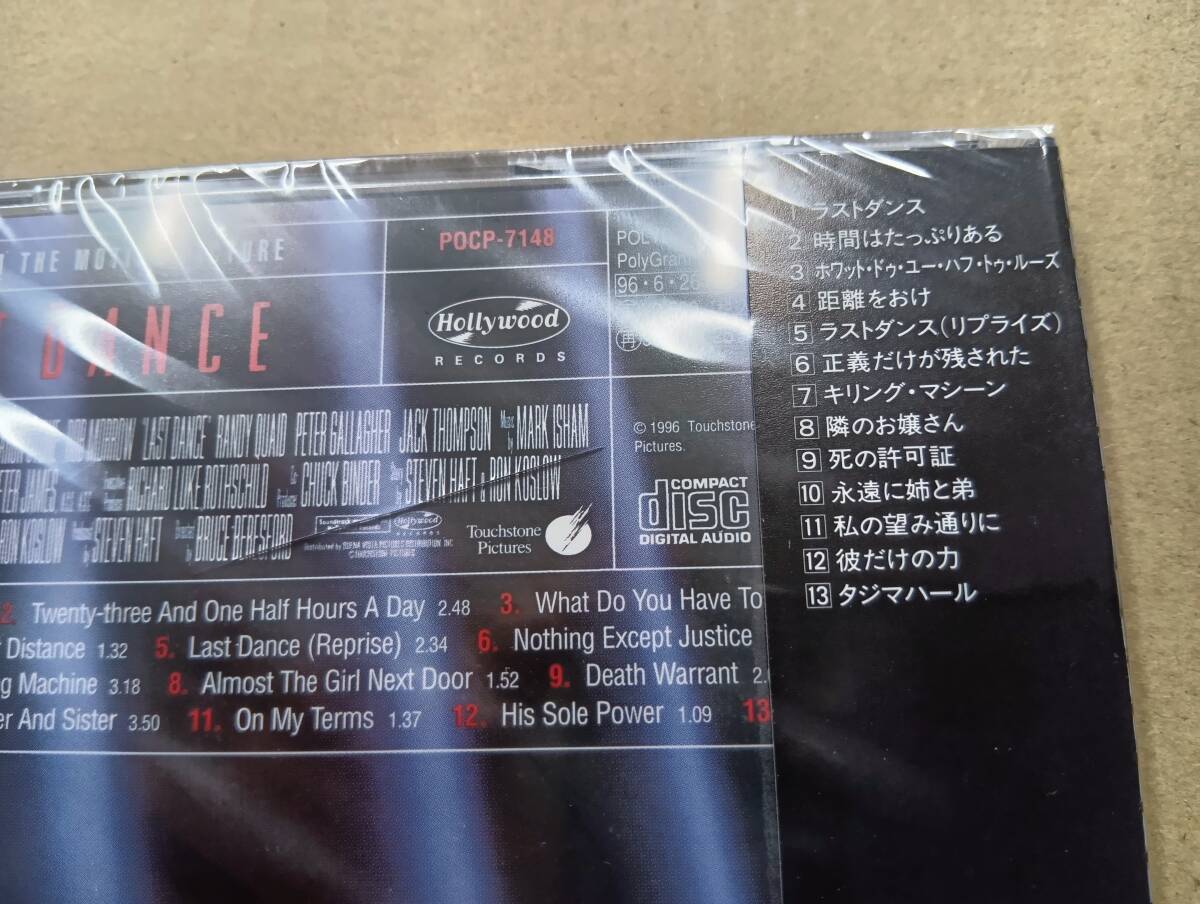 THE MOTION PICTURE
DANCE
POCP-7148
Hollywood
RECORDS
PolyGram
96・6・26
再
LAST DANCE RANDY QUAID PETER GALLAGHER JACK THOMPSON Music by MARK ISHAM
JAMES RICHARD LUKE ROTHSCHILD CHUCK BINDER STEVEN HAFT & RON KOSLOW
RON KOSLOW STEVEN HAFT BRUCE BERESFORD
Hollywood
Touchstone
Pictures
© 1996 Touchstone
Pictures.
COMPACT
disc
DIGITAL AUDIO
2. Twenty-three And One Half Hours A Day 2.48 3. What Do You Have To
Distance 1.32 5. Last Dance (Reprise) 2.34 6. Nothing Except Justice
Machine 3.18 8. Almost The Girl Next Door 1.52 9. Death Warrant
And Sister 3.50 11. On My Terms 1.37 12. His Sole Power 1.09 13
1 ラストダンス
2 時間はたっぷりある
3 ホワット・ドゥ・ユー・ハフ・トゥ・ルーズ
4 距離をおけ
5 ラストダンス(リプライズ)
6 正義だけが残された
7 キリング・マシーン
8 隣のお嬢さん
9 死の許可証
10 永遠に姉と弟
11 私の望み通りに
12 彼だけの力
13 タジマハール